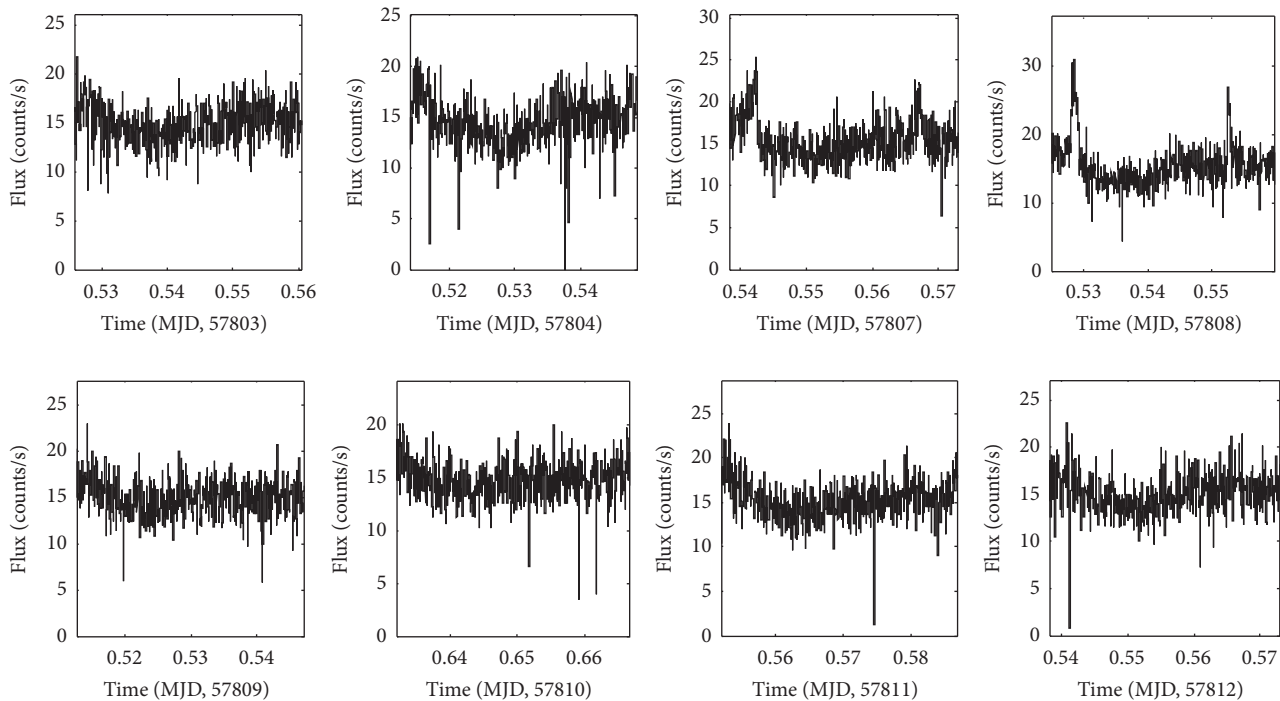 25
20
15
10
5
0
Flux (counts/s)
0.53 0.54 0.55 0.56
Time (MJD, 57803)
25
20
15
10
5
0
Flux (counts/s)
0.52 0.53 0.54
Time (MJD, 57804)
30
25
20
15
10
5
0
Flux (counts/s)
0.54 0.55 0.56 0.57
Time (MJD, 57807)
30
20
10
0
Flux (counts/s)
0.53 0.54 0.55
Time (MJD, 57808)
25
20
15
10
5
0
Flux (counts/s)
0.52 0.53 0.54
Time (MJD, 57809)
20
15
10
5
0
Flux (counts/s)
0.64 0.65 0.66
Time (MJD, 57810)
25
20
15
10
5
0
Flux (counts/s)
0.56 0.57 0.58
Time (MJD, 57811)
25
20
15
10
5
0
Flux (counts/s)
0.54 0.55 0.56 0.57
Time (MJD, 57812)